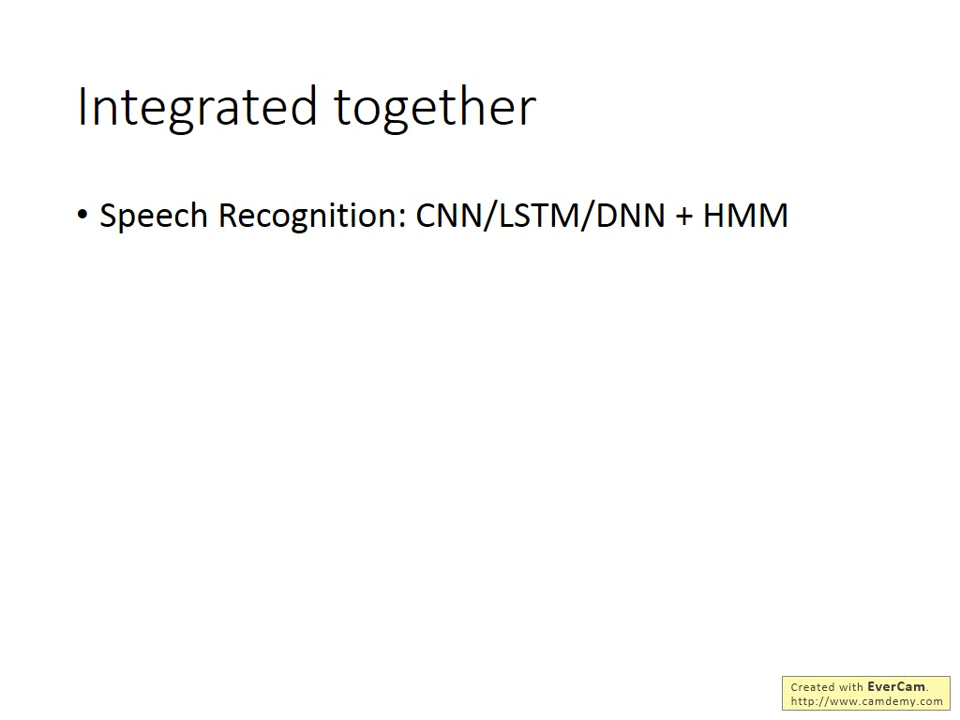 Integrated together
• Speech Recognition: CNN/LSTM/DNN + HMM
Created with EverCam.
http://www.camdemy.com